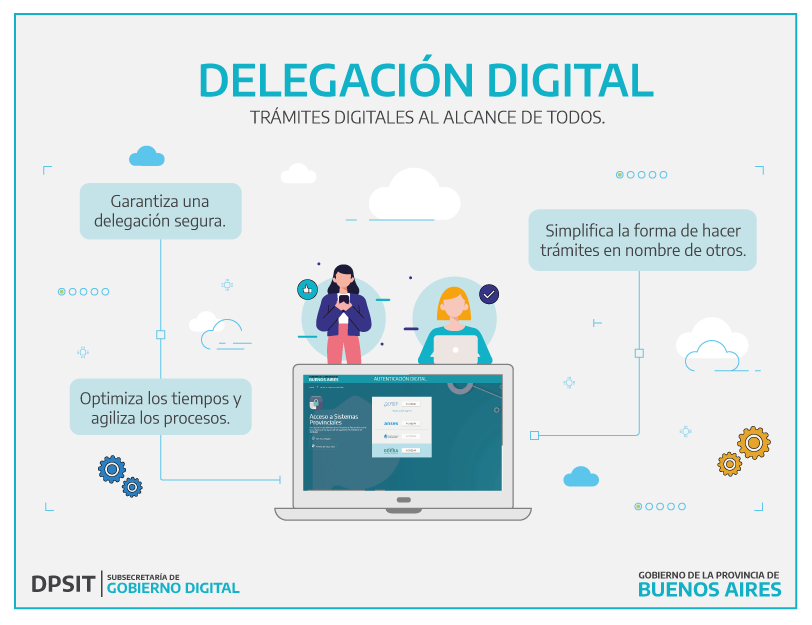 DELEGACIÓN DIGITAL
TRÁMITES DIGITALES AL ALCANCE DE TODOS.
Garantiza una
delegación segura.
Simplifica la forma de hacer
trámites en nombre de otros.
Optimiza los tiempos y
agiliza los procesos.
BUENOS AIRES
AUTENTICACIÓN DIGITAL
Acceso a Sistemas
Provinciales
anses
DPSIT
SUBSECRETARÍA DE
GOBIERNO DIGITAL
GOBIERNO DE LA PROVINCIA DE
BUENOS AIRES